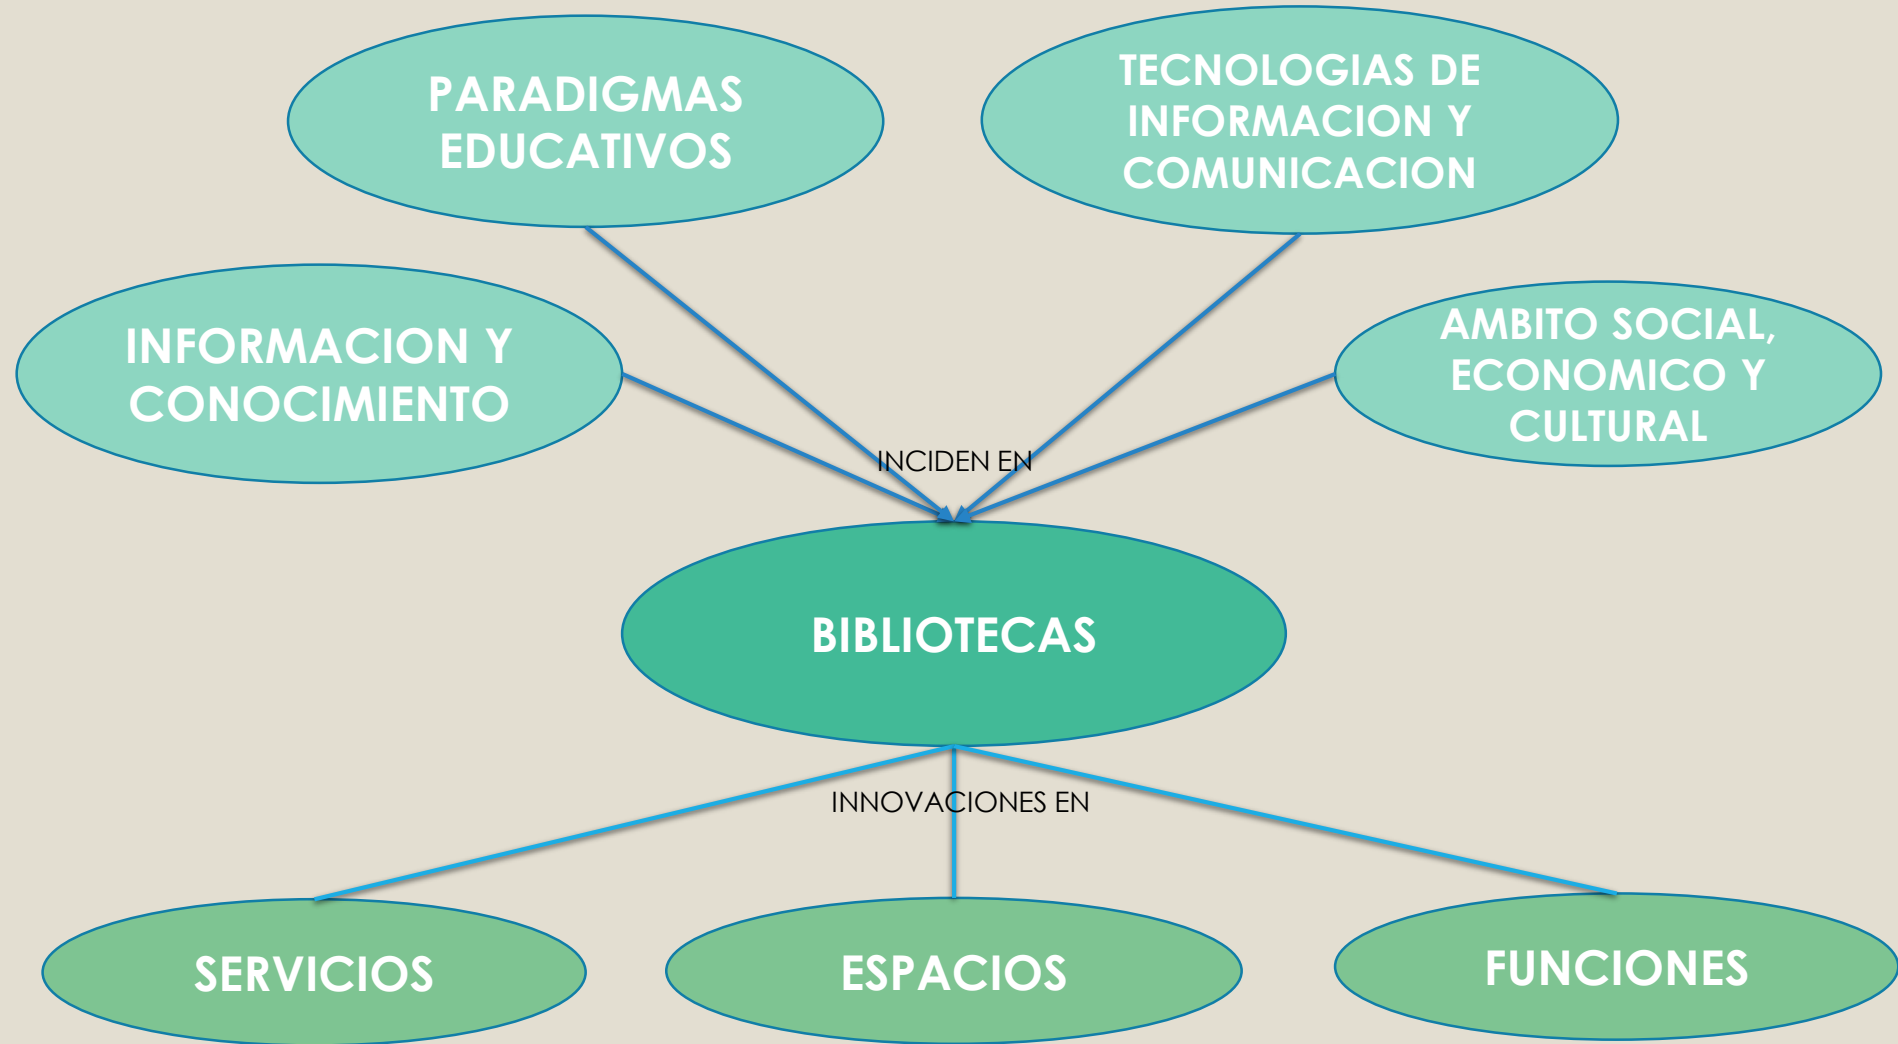 PARADIGMAS
EDUCATIVOS
TECNOLOGIAS DE
INFORMACION Y
COMUNICACION
INFORMACION Y
CONOCIMIENTO
AMBITO SOCIAL,
ECONOMICO Y
CULTURAL
INCIDEN EN
BIBLIOTECAS
INNOVACIONES EN
SERVICIOS
ESPACIOS
FUNCIONES